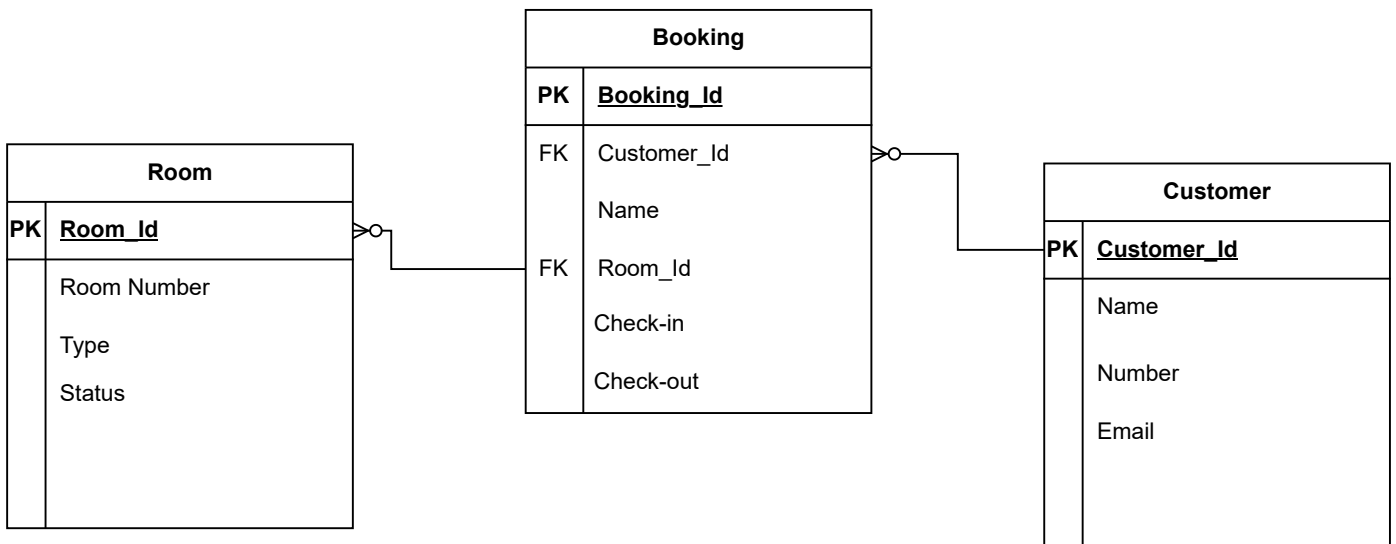 Booking
PK Booking_Id
FK Customer_Id
Name
FK Room_Id
Check-in
Check-out
Room
PK Room_Id
Room Number
Type
Status
Customer
PK Customer_Id
Name
Number
Email